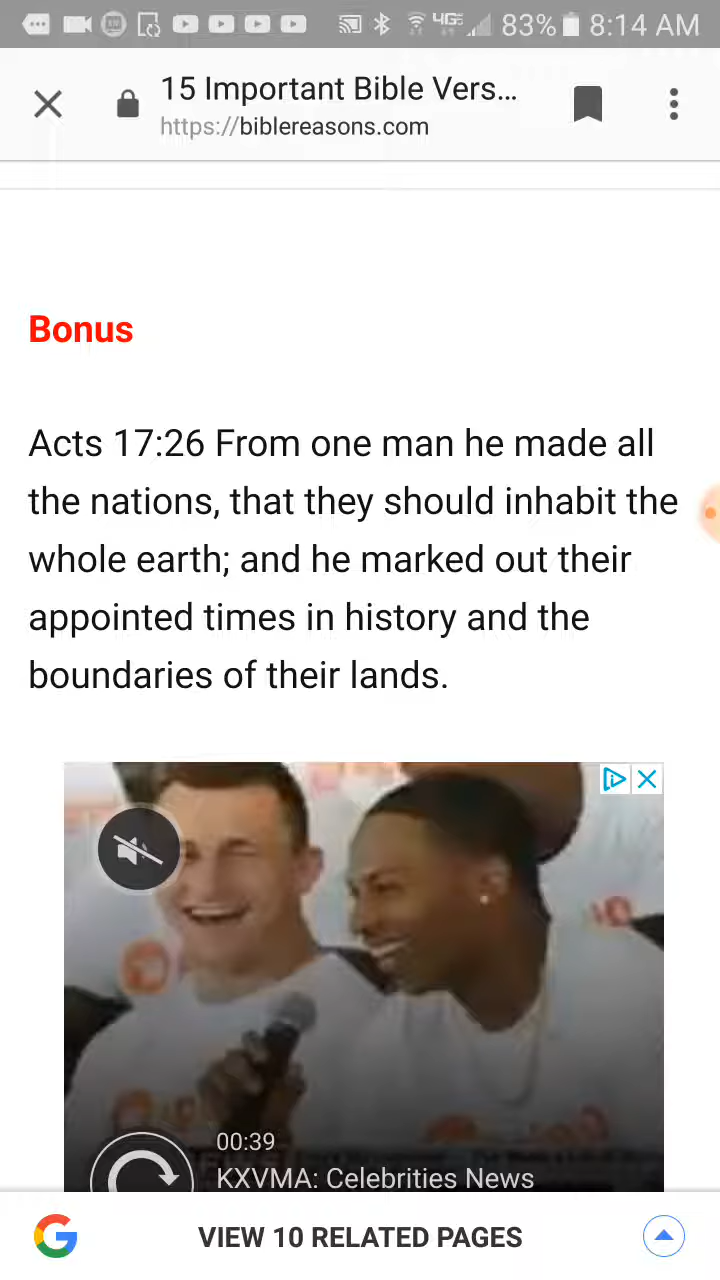 4G 83% 8:14 AM
15 Important Bible Vers...
https://biblereasons.com
Bonus
Acts 17:26 From one man he made all
the nations, that they should inhabit the
whole earth; and he marked out their
appointed times in history and the
boundaries of their lands.
00:39
KXVMA: Celebrities News
VIEW 10 RELATED PAGES